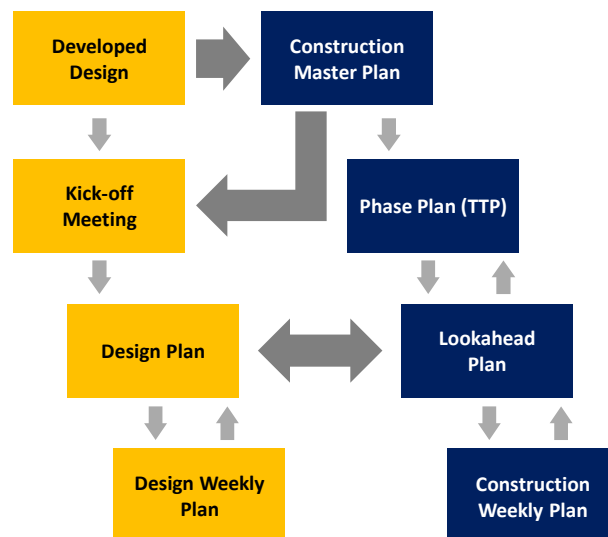 Developed
Design
Construction
Master Plan
Kick-off
Meeting
Phase Plan (TTP)
Design Plan
Lookahead
Plan
Design Weekly
Plan
Construction
Weekly Plan